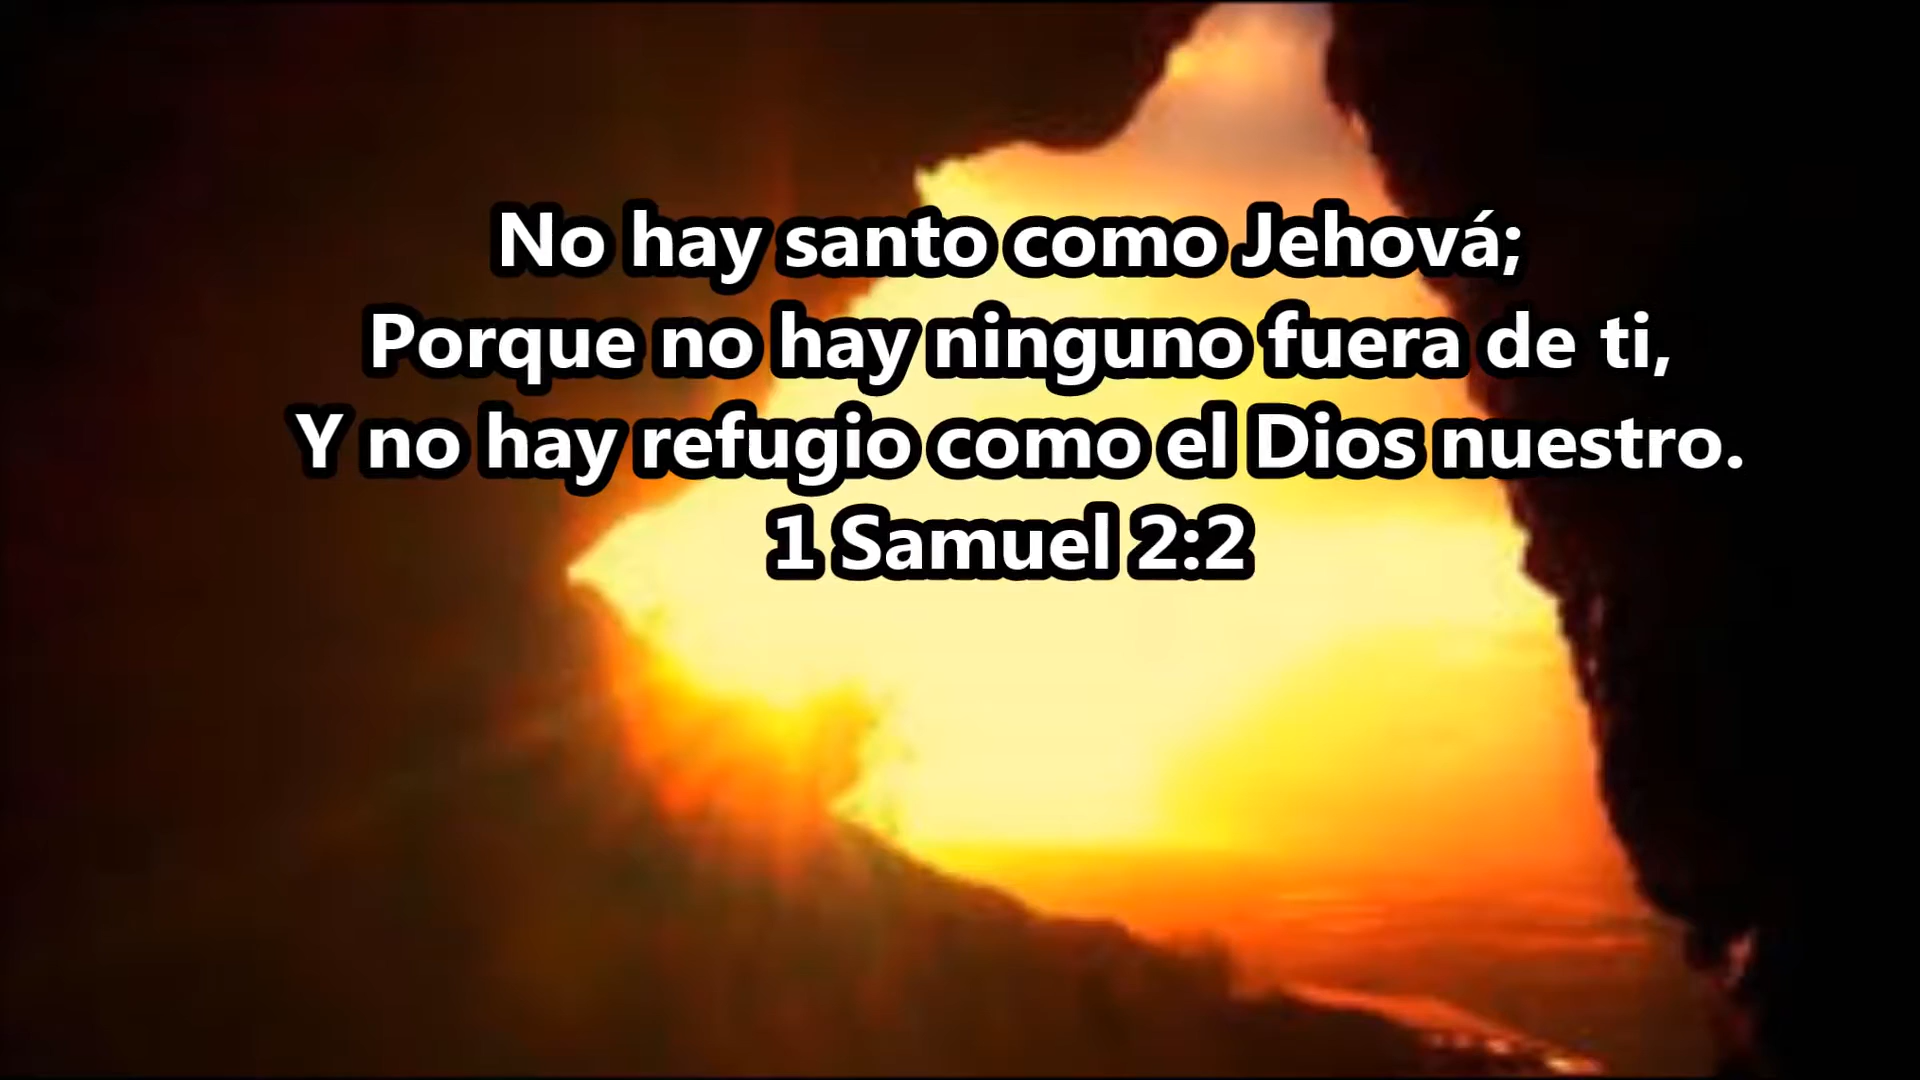 No hay santo como Jehová;
Porque no hay ninguno fuera de ti,
Y no hay refugio como el Dios nuestro.
1 Samuel 2:2